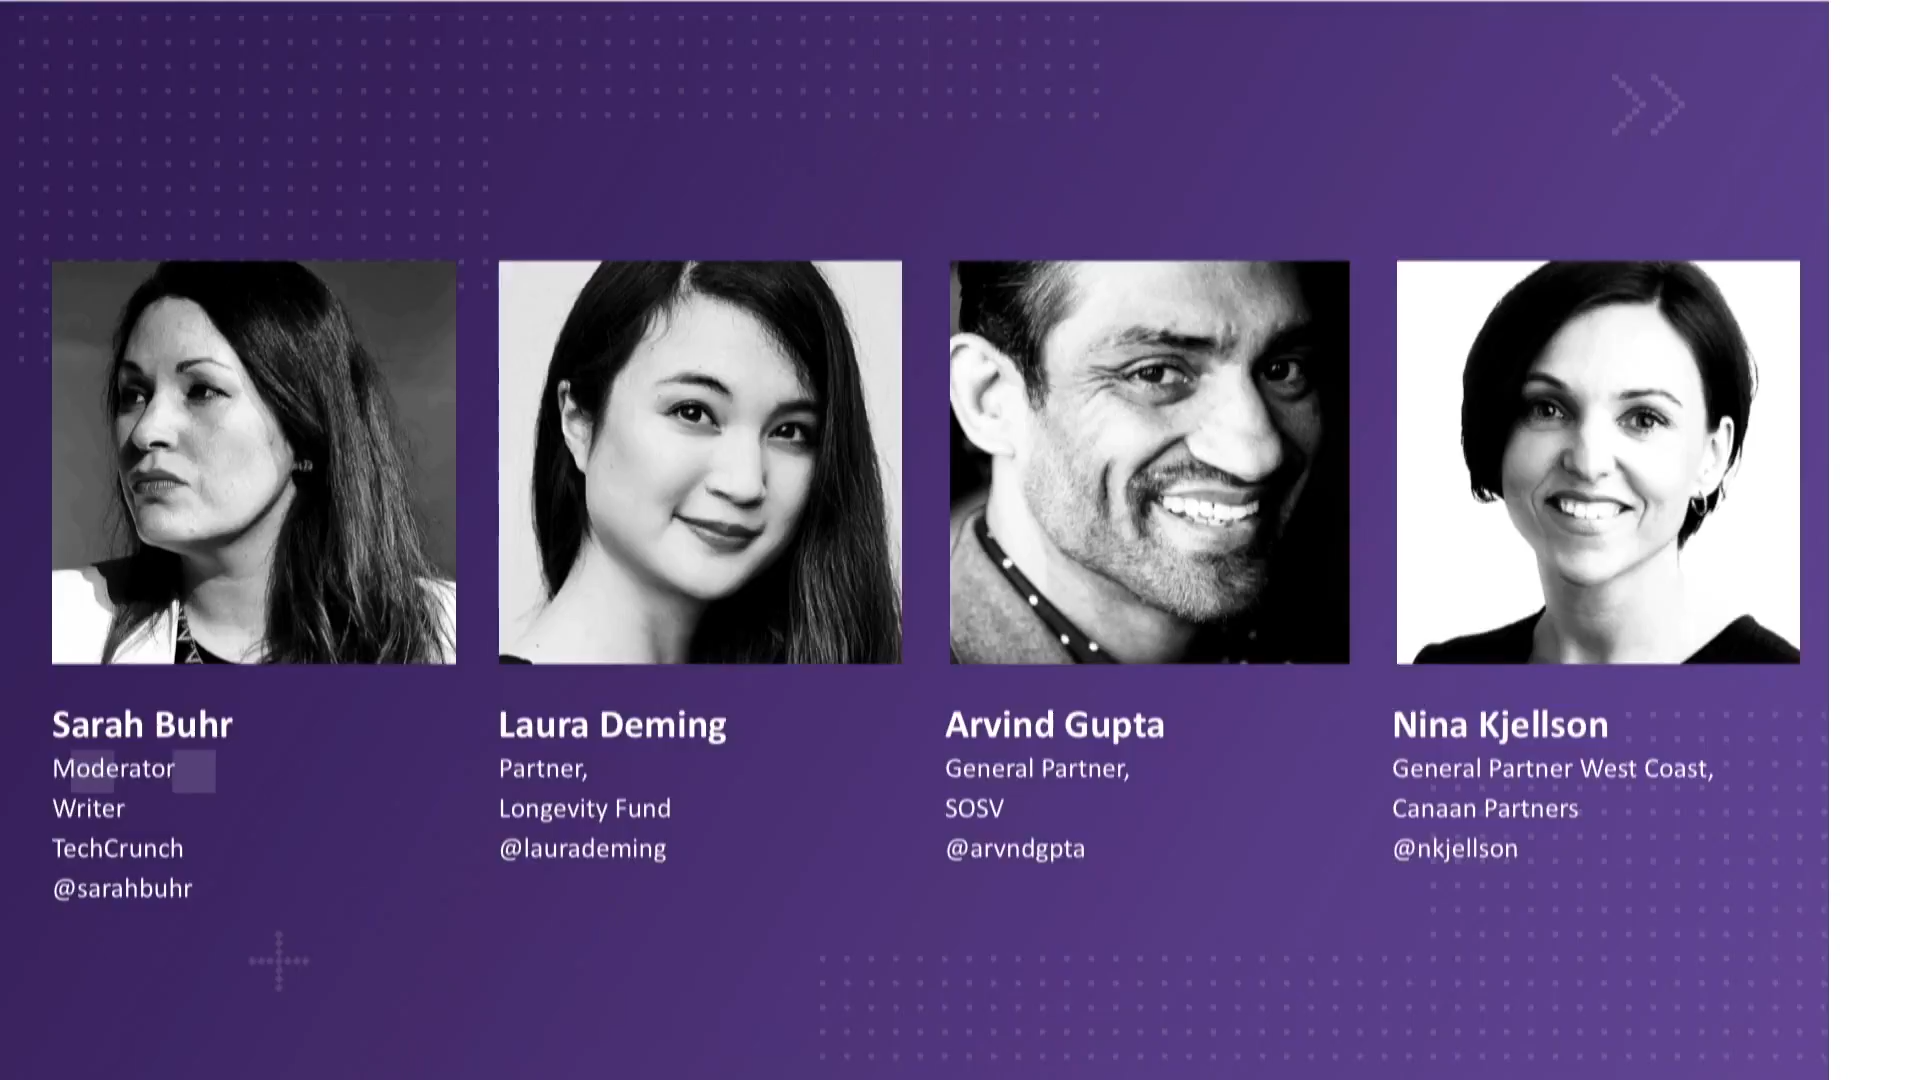 Sarah Buhr
Moderator
Writer
TechCrunch
@sarahbuhr
Laura Deming
Partner,
Longevity Fund
@laurademing
Arvind Gupta
General Partner,
SOSV
@arvndgpta
Nina Kjellson
General Partner West Coast,
Canaan Partners
@nkjellson